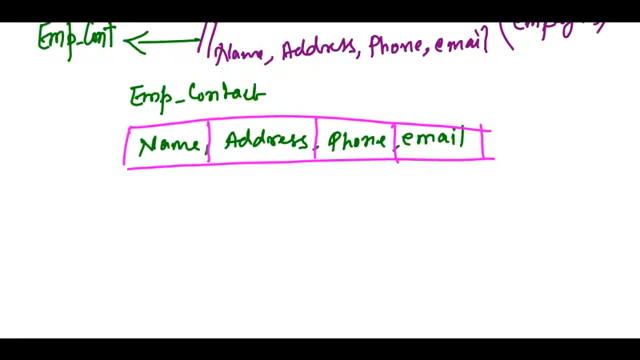 Emp_Cont Name, Address, Phone, email (
Emp_Contact
Name, Address, Phone, email